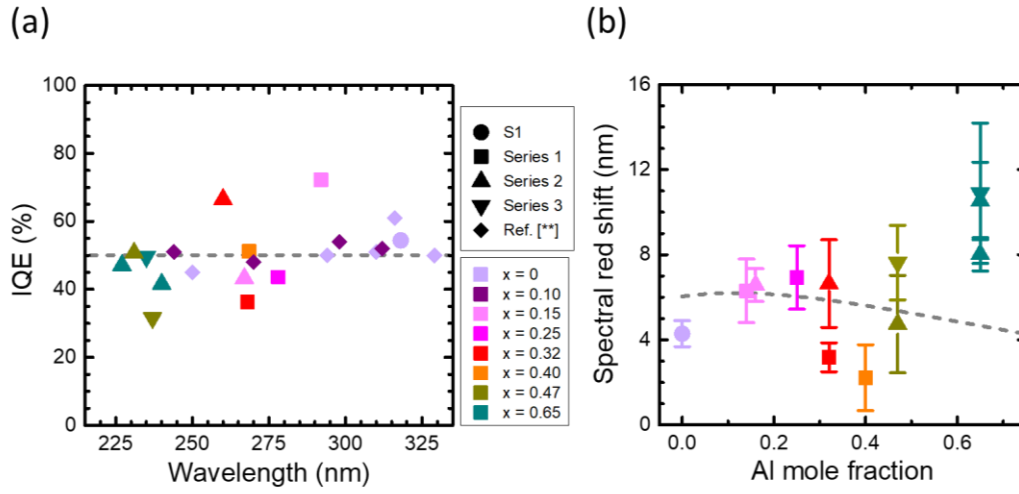 (a)
(b)
100
80
60
40
20
0
225 250 275 300 325
IQE (%)
Wavelength (nm)
S1
Series 1
Series 2
Series 3
Ref. [**]
x = 0
x = 0.10
x = 0.15
x = 0.25
x = 0.32
x = 0.40
x = 0.47
x = 0.65
16
12
8
4
0
0.0 0.2 0.4 0.6
Spectral red shift (nm)
Al mole fraction